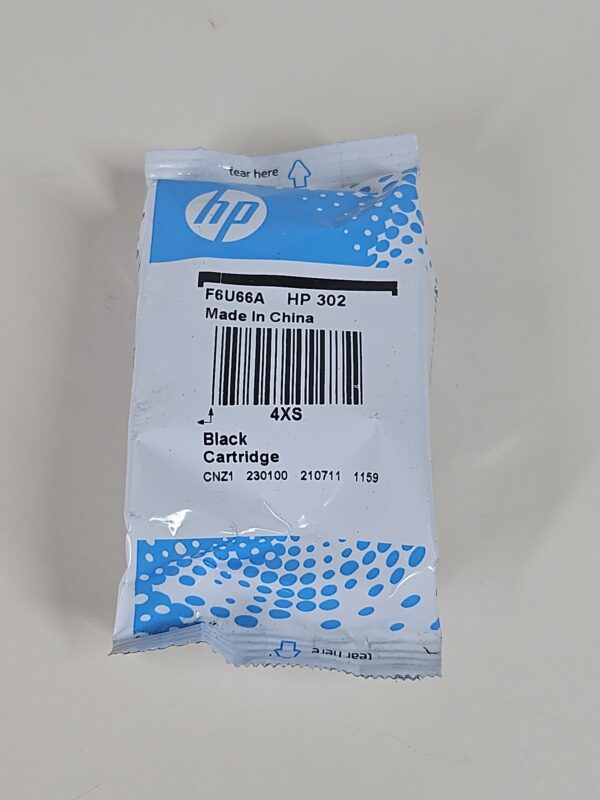 tear here
hp
F6U66A HP 302
Made in China
4XS
Black
Cartridge
CNZ1 230100 210711 1159
tear here